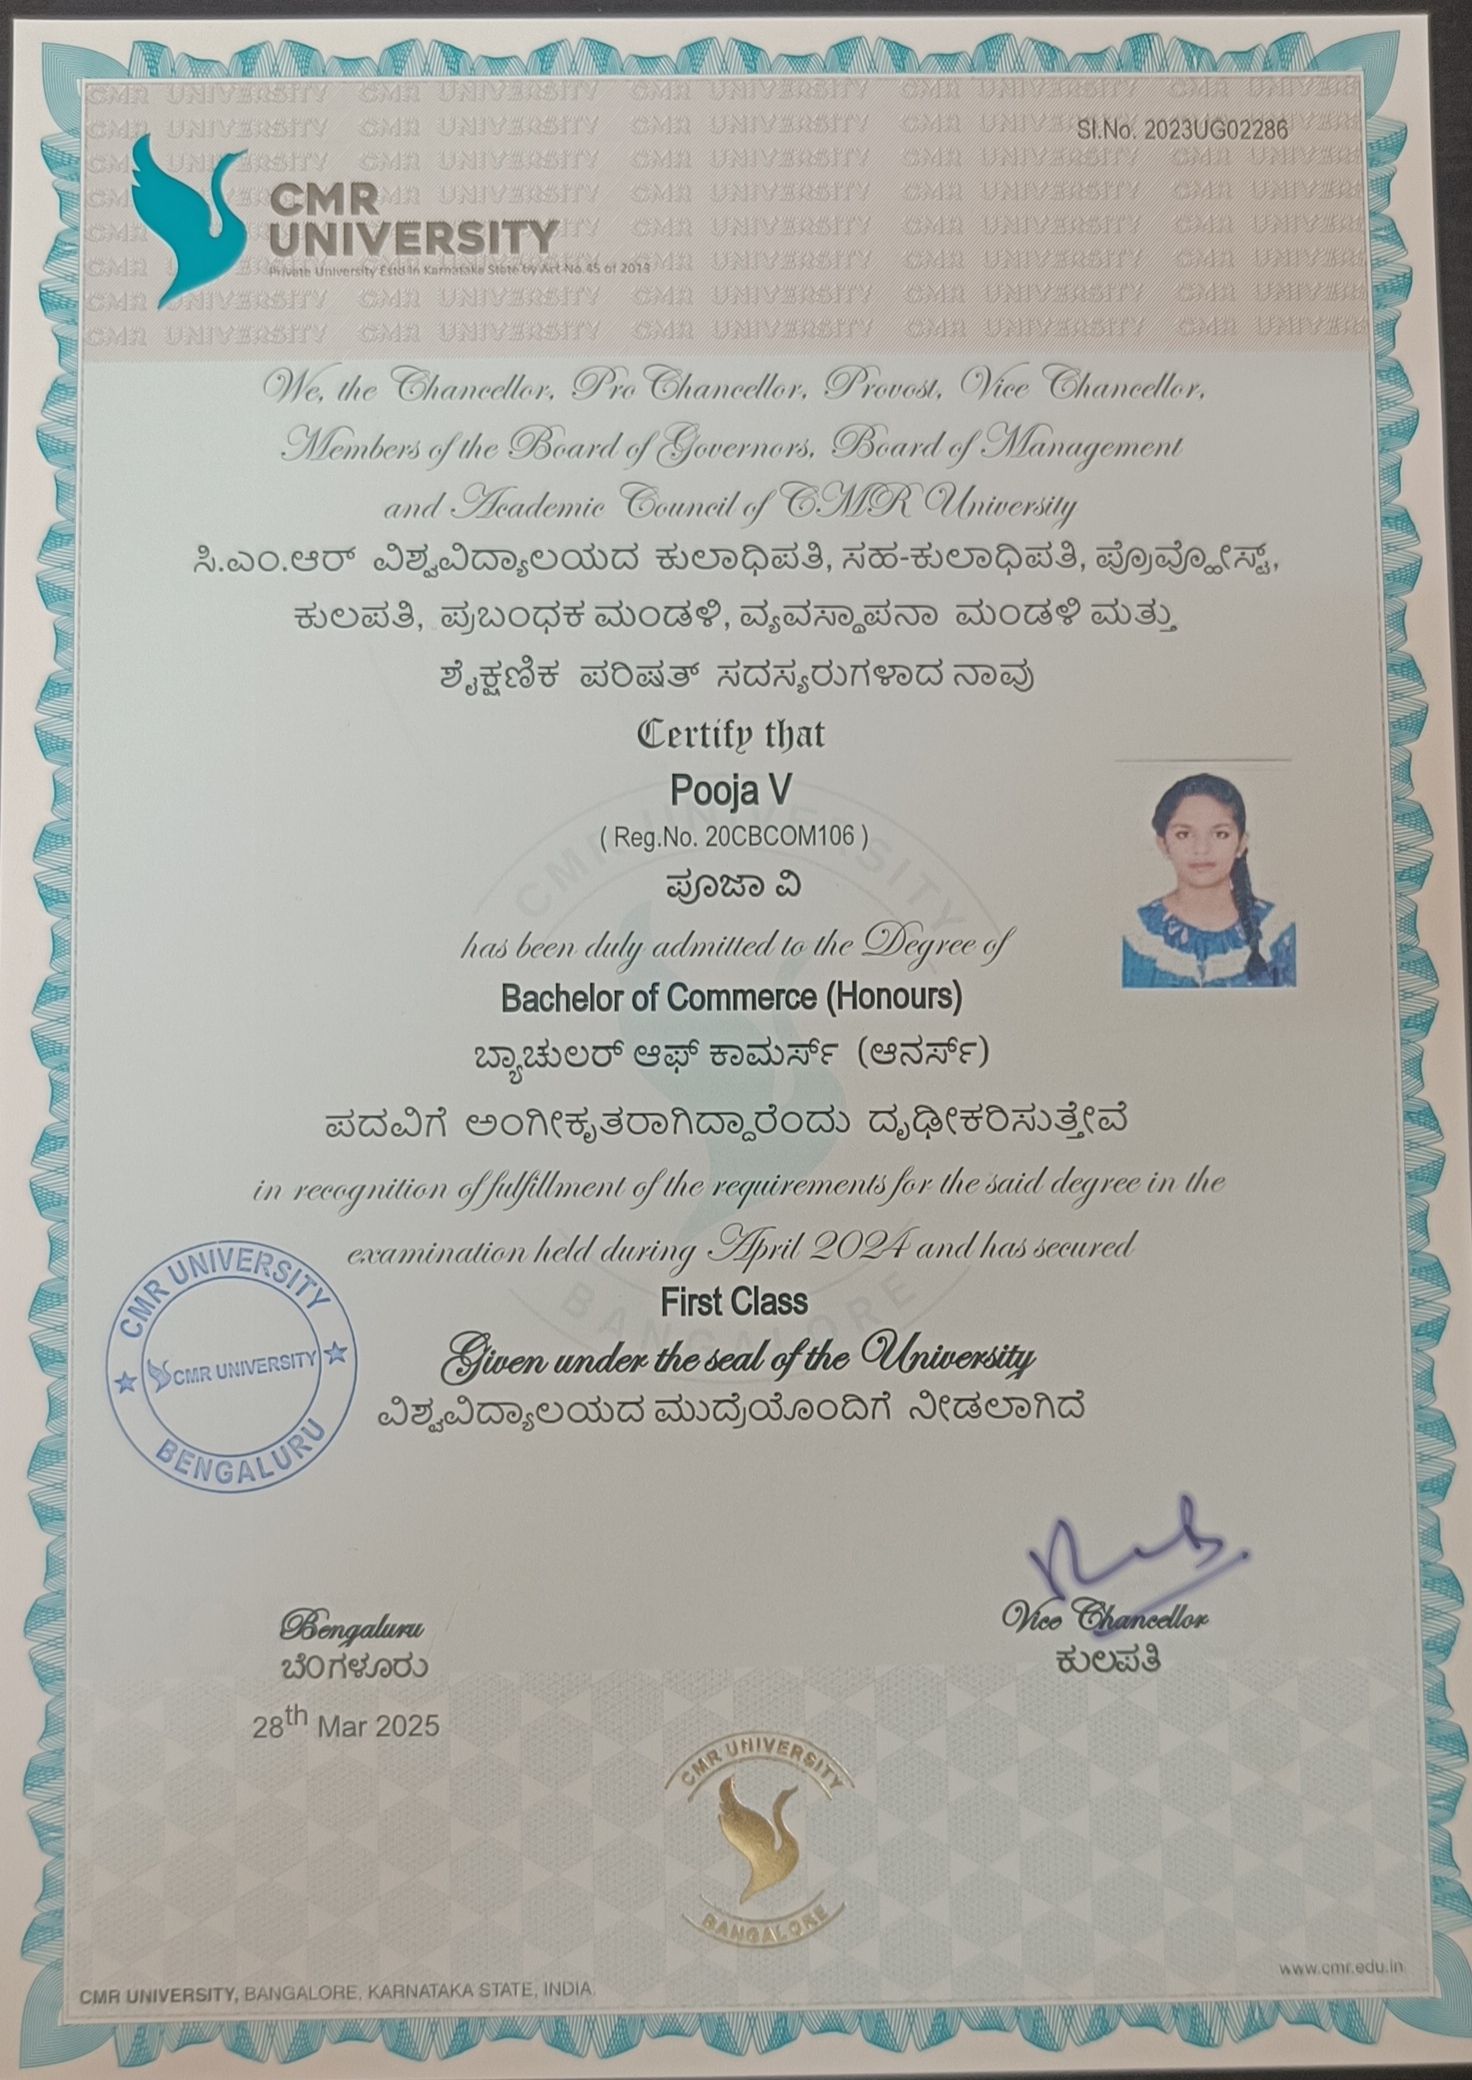 Sl.No. 2023UG02286
CMR
UNIVERSITY
Private University Estd in Karnataka State by Act No.45 of 2013
We, the Chancellor, Pro Chancellor, Provost, Vice Chancellor,
Members of the Board of Governors, Board of Management
and Academic Council of CMR University
ಸಿ.ಎಂ.ಆರ್ ವಿಶ್ವವಿದ್ಯಾಲಯದ ಕುಲಾಧಿಪತಿ, ಸಹ-ಕುಲಾಧಿಪತಿ, ಪ್ರೊವ್ಹೋಸ್ಟ್,
ಕುಲಪತಿ, ಪ್ರಬಂಧಕ ಮಂಡಳಿ, ವ್ಯವಸ್ಥಾಪನಾ ಮಂಡಳಿ ಮತ್ತು
ಶೈಕ್ಷಣಿಕ ಪರಿಷತ್ ಸದಸ್ಯರುಗಳಾದ ನಾವು
Certify that
Pooja V
( Reg.No. 20CBCOM106 )
ಪೂಜಾ ವಿ
has been duly admitted to the Degree of
Bachelor of Commerce (Honours)
ಬ್ಯಾಚುಲರ್ ಆಫ್ ಕಾಮರ್ಸ್ (ಆನರ್ಸ್)
ಪದವಿಗೆ ಅಂಗೀಕೃತರಾಗಿದ್ದಾರೆಂದು ದೃಢೀಕರಿಸುತ್ತೇವೆ
in recognition of fulfillment of the requirements for the said degree in the
examination held during April 2024 and has secured
First Class
Given under the seal of the University
ವಿಶ್ವವಿದ್ಯಾಲಯದ ಮುದ್ರೆಯೊಂದಿಗೆ ನೀಡಲಾಗಿದೆ
CMR UNIVERSITY
CMR UNIVERSITY
BENGALURU
Bengaluru
ಬೆಂಗಳೂರು
28th Mar 2025
Vice Chancellor
ಕುಲಪತಿ
CMR UNIVERSITY
BANGALORE
www.cmr.edu.in
CMR UNIVERSITY, BANGALORE, KARNATAKA STATE, INDIA.